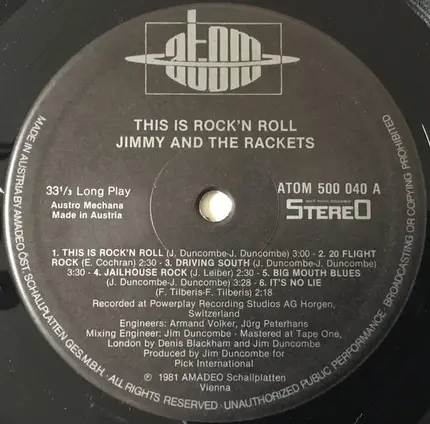 atom
AUDIO
THIS IS ROCK'N ROLL
JIMMY AND THE RACKETS
33 1/3 Long Play
Austro Mechana
Made in Austria
ATOM 500 040 A
STEREO
1. THIS IS ROCK'N ROLL (J. Duncombe-J. Duncombe) 3:00 - 2. 20 FLIGHT
ROCK (E. Cochran) 2:30 - 3. DRIVING SOUTH (J. Duncombe-J. Duncombe)
3:30 - 4. JAILHOUSE ROCK (J. Leiber) 2:30 - 5. BIG MOUTH BLUES
(J. Duncombe-J. Duncombe) 3:28 - 6. IT'S NO LIE
(F. Tilberis-F. Tilberis) 2:18
Recorded at Powerplay Recording Studios AG Horgen,
Switzerland
Engineers: Armand Volker, Jürg Peterhans
Mixing Engineer: Jim Duncombe - Mastered at Tape One,
London by Denis Blackham and Jim Duncombe
Produced by Jim Duncombe for
Pick International
℗ 1981 AMADEO Schallplatten
Vienna
MADE IN AUSTRIA BY AMADEO ÖST. SCHALLPLATTEN GES.M.B.H. - ALL RIGHTS RESERVED - UNAUTHORIZED PUBLIC PERFORMANCE BROADCASTING OR COPYING PROHIBITED